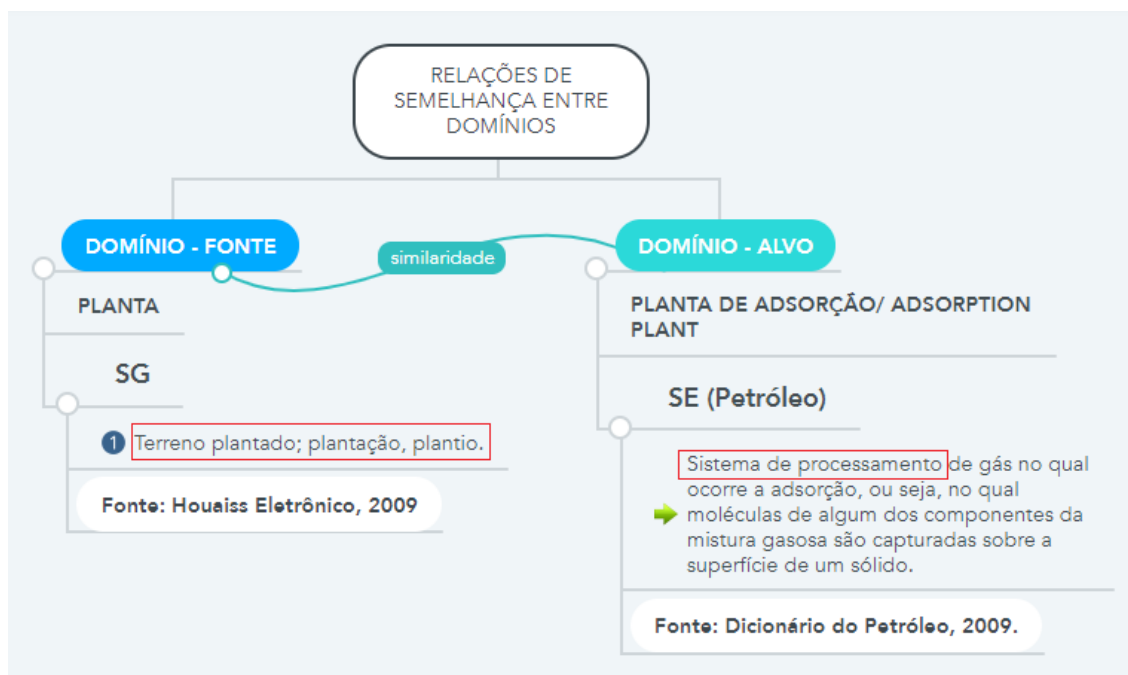 RELAÇÕES DE
SEMELHANÇA ENTRE
DOMÍNIOS
DOMÍNIO - FONTE
similaridade
DOMÍNIO - ALVO
PLANTA
SG
1 Terreno plantado; plantação, plantio.
Fonte: Houaiss Eletrônico, 2009
PLANTA DE ADSORÇÃO/ ADSORPTION
PLANT
SE (Petróleo)
Sistema de processamento de gás no qual
ocorre a adsorção, ou seja, no qual
moléculas de algum dos componentes da
mistura gasosa são capturadas sobre a
superfície de um sólido.
Fonte: Dicionário do Petróleo, 2009.